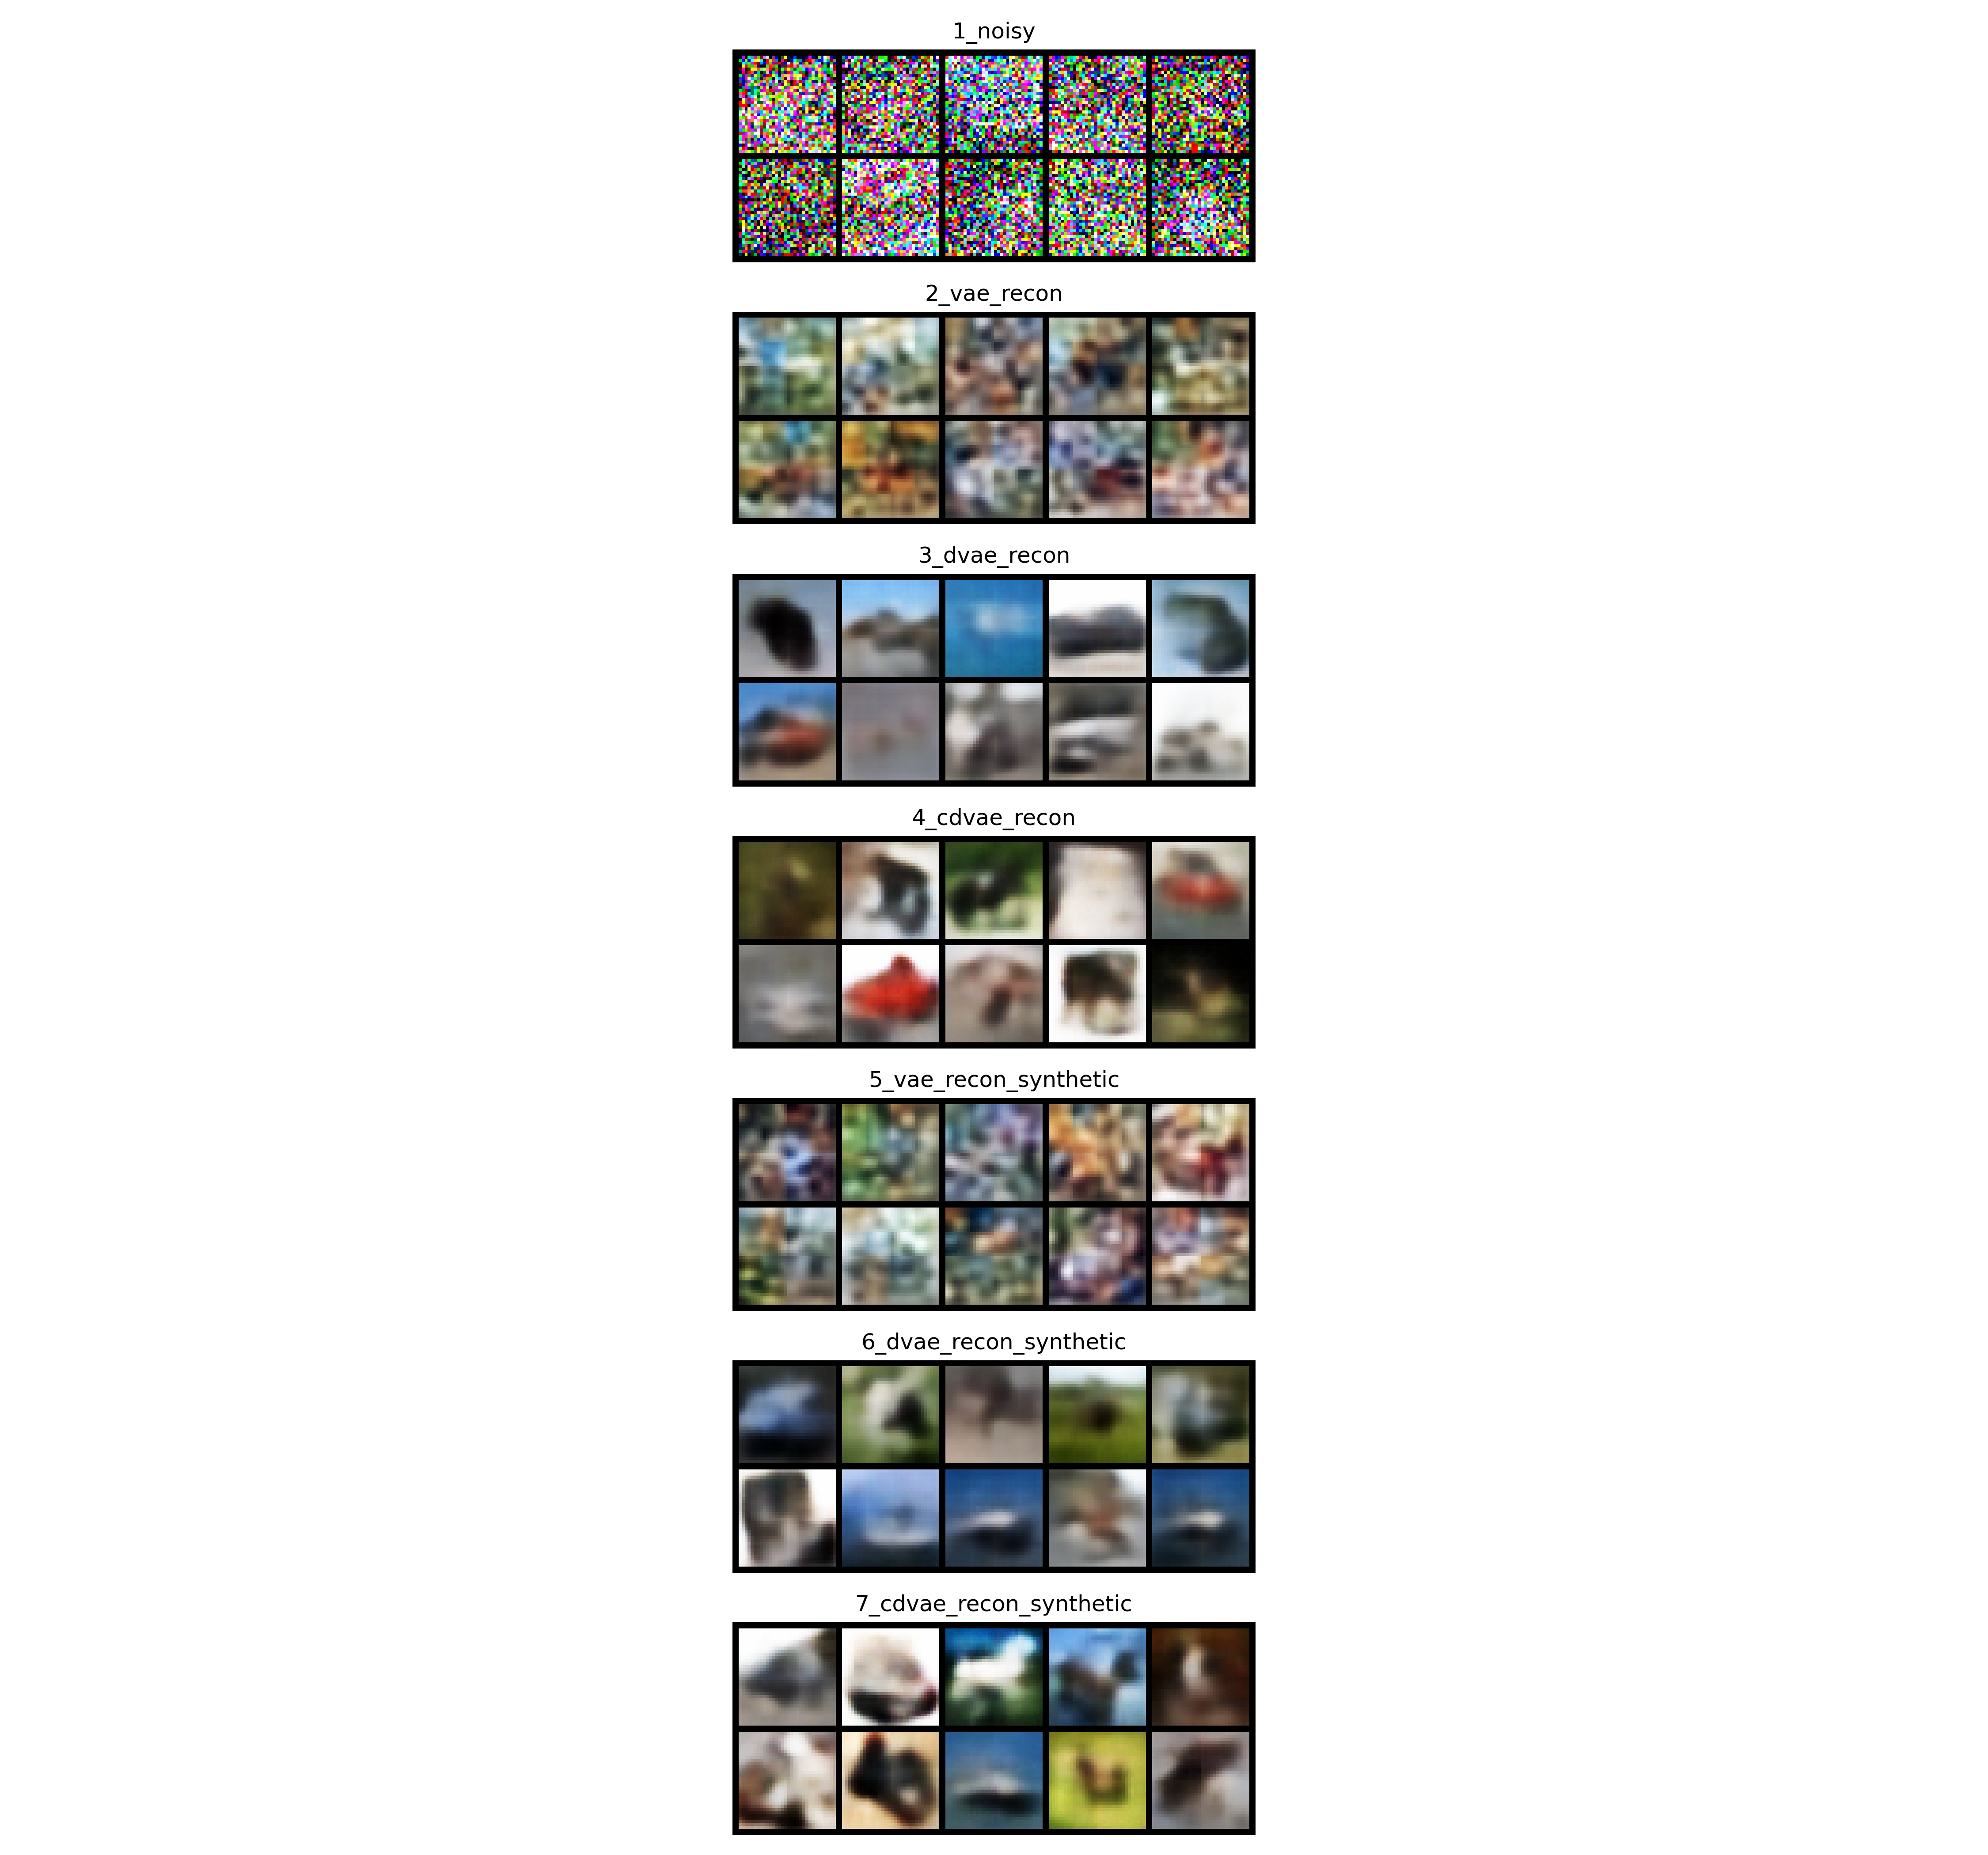 1_noisy
2_vae_recon
3_dvae_recon
4_cdvae_recon
5_vae_recon_synthetic
6_dvae_recon_synthetic
7_cdvae_recon_synthetic